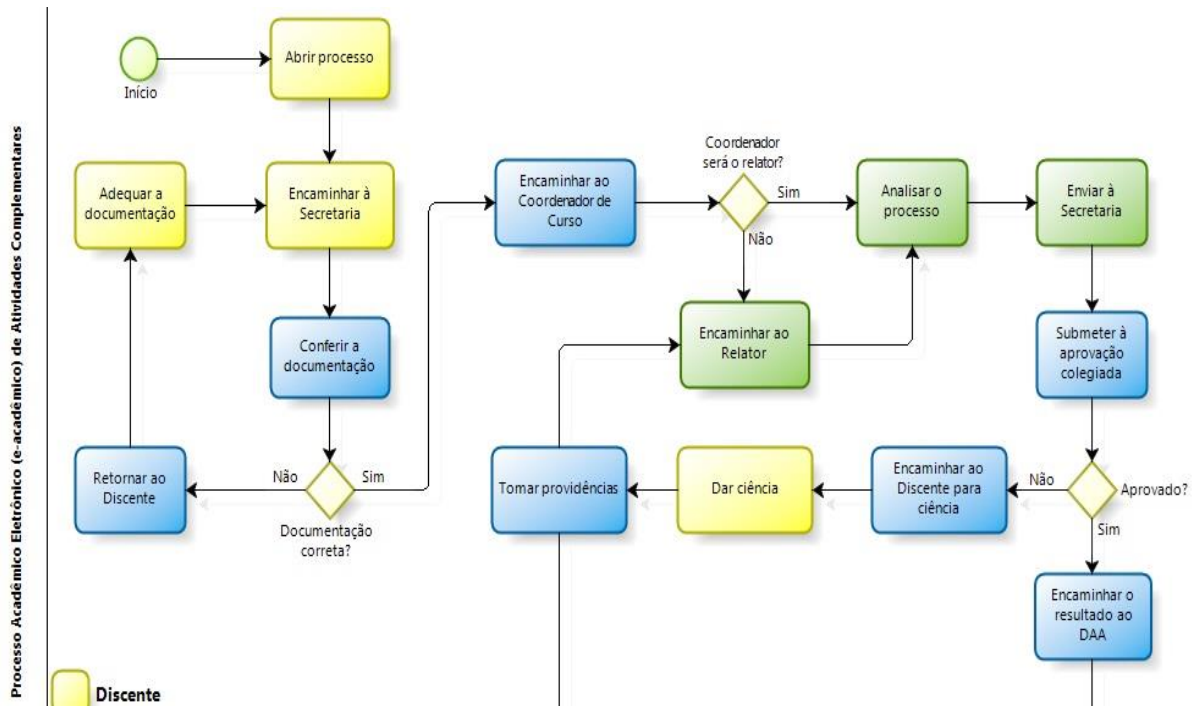 Processo Acadêmico Eletrônico (e-acadêmico) de Atividades Complementares
Início
Abrir processo
Adequar a
documentação
Encaminhar à
Secretaria
Conferir a
documentação
Retornar ao
Discente
Não
Sim
Documentação
correta?
Encaminhar ao
Coordenador de
Curso
Coordenador
será o relator?
Sim
Não
Analisar o
processo
Enviar à
Secretaria
Encaminhar ao
Relator
Submeter à
aprovação
colegiada
Tomar providências
Dar ciência
Encaminhar ao
Discente para
ciência
Não
Aprovado?
Sim
Encaminhar o
resultado ao
DAA
Discente